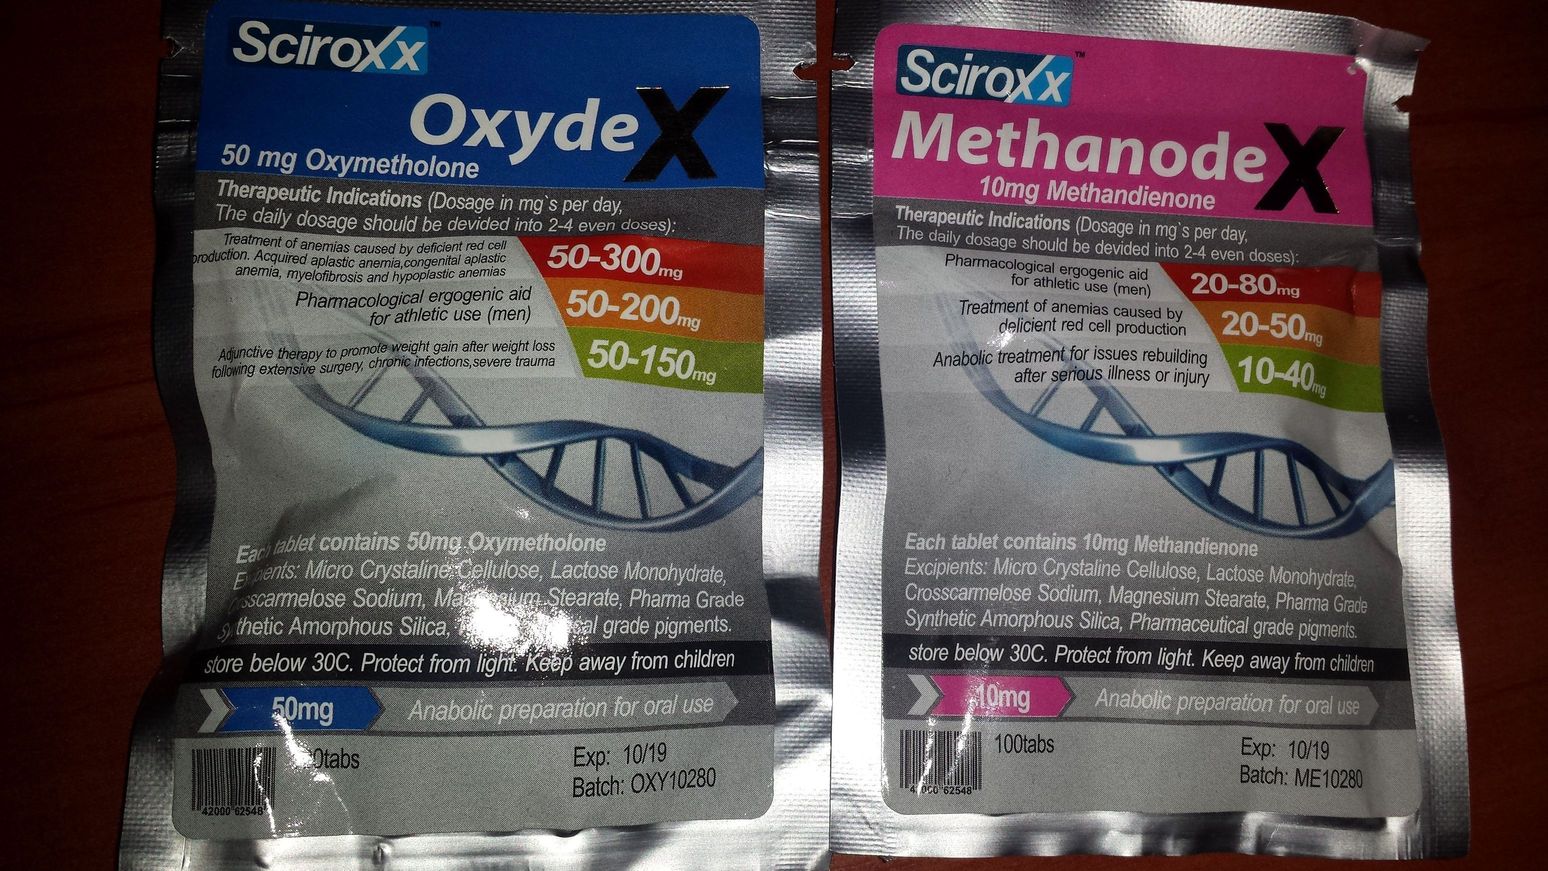 Sciroxx™
OxydeX
50 mg Oxymetholone
Therapeutic Indications (Dosage in mg`s per day,
The daily dosage should be devided into 2-4 even doses):
Treatment of anemias caused by deficient red cell
production. Acquired aplastic anemia,congenital aplastic
anemia, myelofibrosis and hypoplastic anemias
50-300mg
Pharmacological ergogenic aid
for athletic use (men)
50-200mg
Adjunctive therapy to promote weight gain after weight loss
following extensive surgery, chronic infections,severe trauma
50-150mg
Each tablet contains 50mg Oxymetholone
Excipients: Micro Crystaline Cellulose, Lactose Monohydrate,
Crosscarmelose Sodium, Magnesium Stearate, Pharma Grade
Synthetic Amorphous Silica, grade pigments.
store below 30C. Protect from light. Keep away from children
50mg
Anabolic preparation for oral use
Exp: 10/19
Batch: OXY10280
42000 62548
Sciroxx™
MethanodeX
10mg Methandienone
Therapeutic Indications (Dosage in mg`s per day,
The daily dosage should be devided into 2-4 even doses):
Pharmacological ergogenic aid
for athletic use (men)
20-80mg
Treatment of anemias caused by
delicient red cell production
20-50mg
Anabolic treatment for issues rebuilding
after serious illness or injury
10-40mg
Each tablet contains 10mg Methandienone
Excipients: Micro Crystaline Cellulose, Lactose Monohydrate,
Crosscarmelose Sodium, Magnesium Stearate, Pharma Grade
Synthetic Amorphous Silica, Pharmaceutical grade pigments.
store below 30C. Protect from light. Keep away from children
10mg
Anabolic preparation for oral use
100tabs
Exp: 10/19
Batch: ME10280
42000 62548